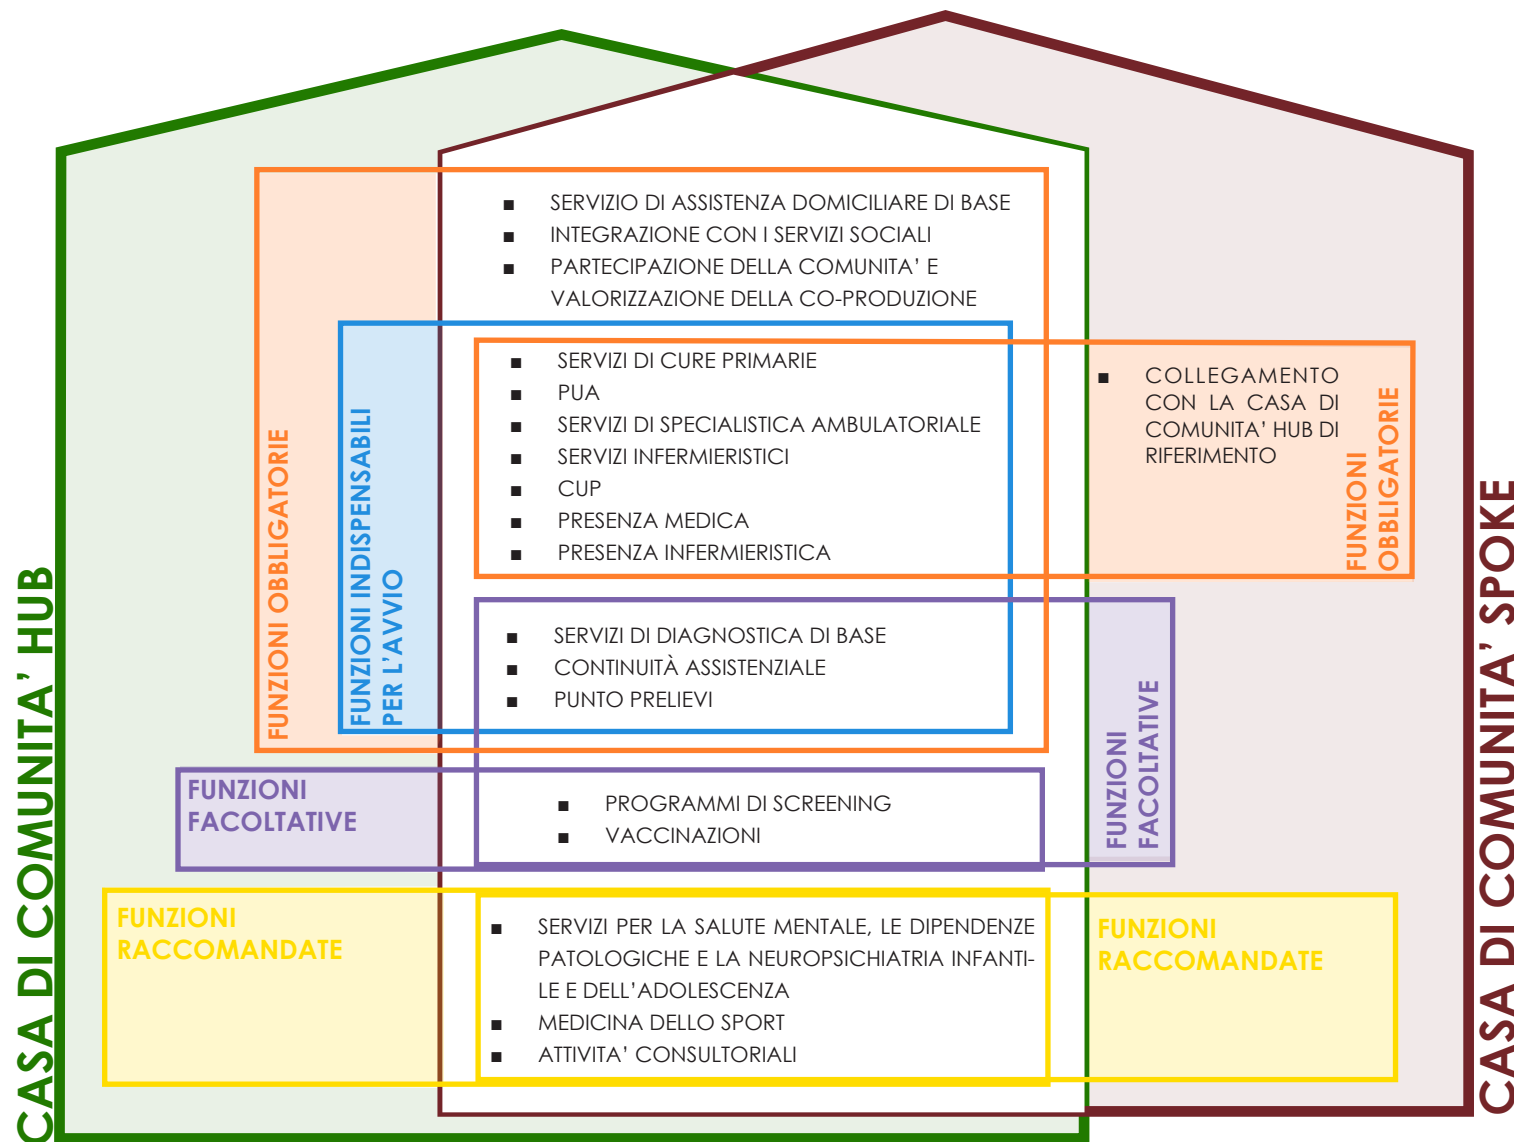 CASA DI COMUNITA’ HUB
FUNZIONI OBBLIGATORIE
■ SERVIZIO DI ASSISTENZA DOMICILIARE DI BASE
■ INTEGRAZIONE CON I SERVIZI SOCIALI
■ PARTECIPAZIONE DELLA COMUNITA’ E
VALORIZZAZIONE DELLA CO-PRODUZIONE
FUNZIONI INDISPENSABILI
PER L’AVVIO
■ SERVIZI DI CURE PRIMARIE
■ PUA
■ SERVIZI DI SPECIALISTICA AMBULATORIALE
■ SERVIZI INFERMIERISTICI
■ CUP
■ PRESENZA MEDICA
■ PRESENZA INFERMIERISTICA
■ COLLEGAMENTO
CON LA CASA DI
COMUNITA’ HUB DI
RIFERIMENTO
FUNZIONI
OBBLIGATORIE
■ SERVIZI DI DIAGNOSTICA DI BASE
■ CONTINUITÀ ASSISTENZIALE
■ PUNTO PRELIEVI
FUNZIONI
FACOLTATIVE
FUNZIONI
FACOLTATIVE
■ PROGRAMMI DI SCREENING
■ VACCINAZIONI
FUNZIONI
RACCOMANDATE
■ SERVIZI PER LA SALUTE MENTALE, LE DIPENDENZE
PATOLOGICHE E LA NEUROPSICHIATRIA INFANTI-
LE E DELL’ADOLESCENZA
■ MEDICINA DELLO SPORT
■ ATTIVITA’ CONSULTORIALI
FUNZIONI
RACCOMANDATE
CASA DI COMUNITA’ SPOKE